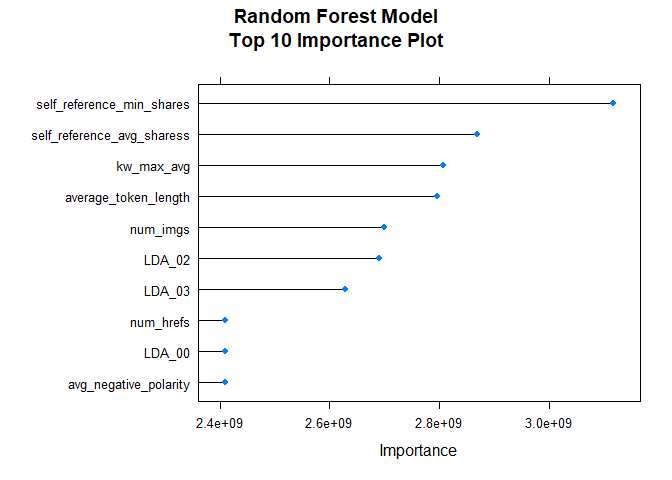 Random Forest Model
Top 10 Importance Plot
self_reference_min_shares
self_reference_avg_sharess
kw_max_avg
average_token_length
num_imgs
LDA_02
LDA_03
num_hrefs
LDA_00
avg_negative_polarity
2.4e+09 2.6e+09 2.8e+09 3.0e+09
Importance